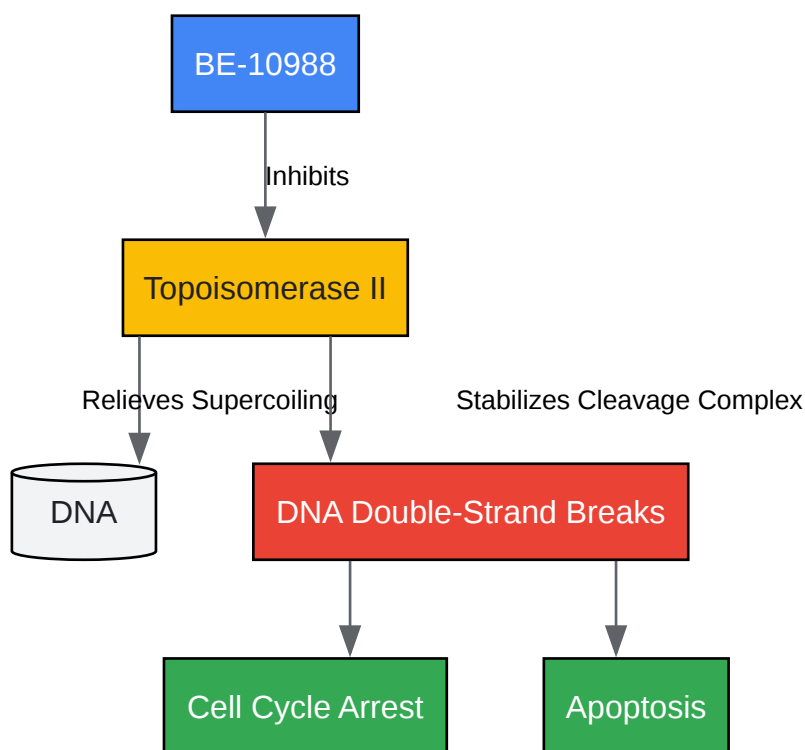 BE-10988
Inhibits
Topoisomerase II
Relieves Supercoiling
Stabilizes Cleavage Complex
DNA
DNA Double-Strand Breaks
Cell Cycle Arrest
Apoptosis